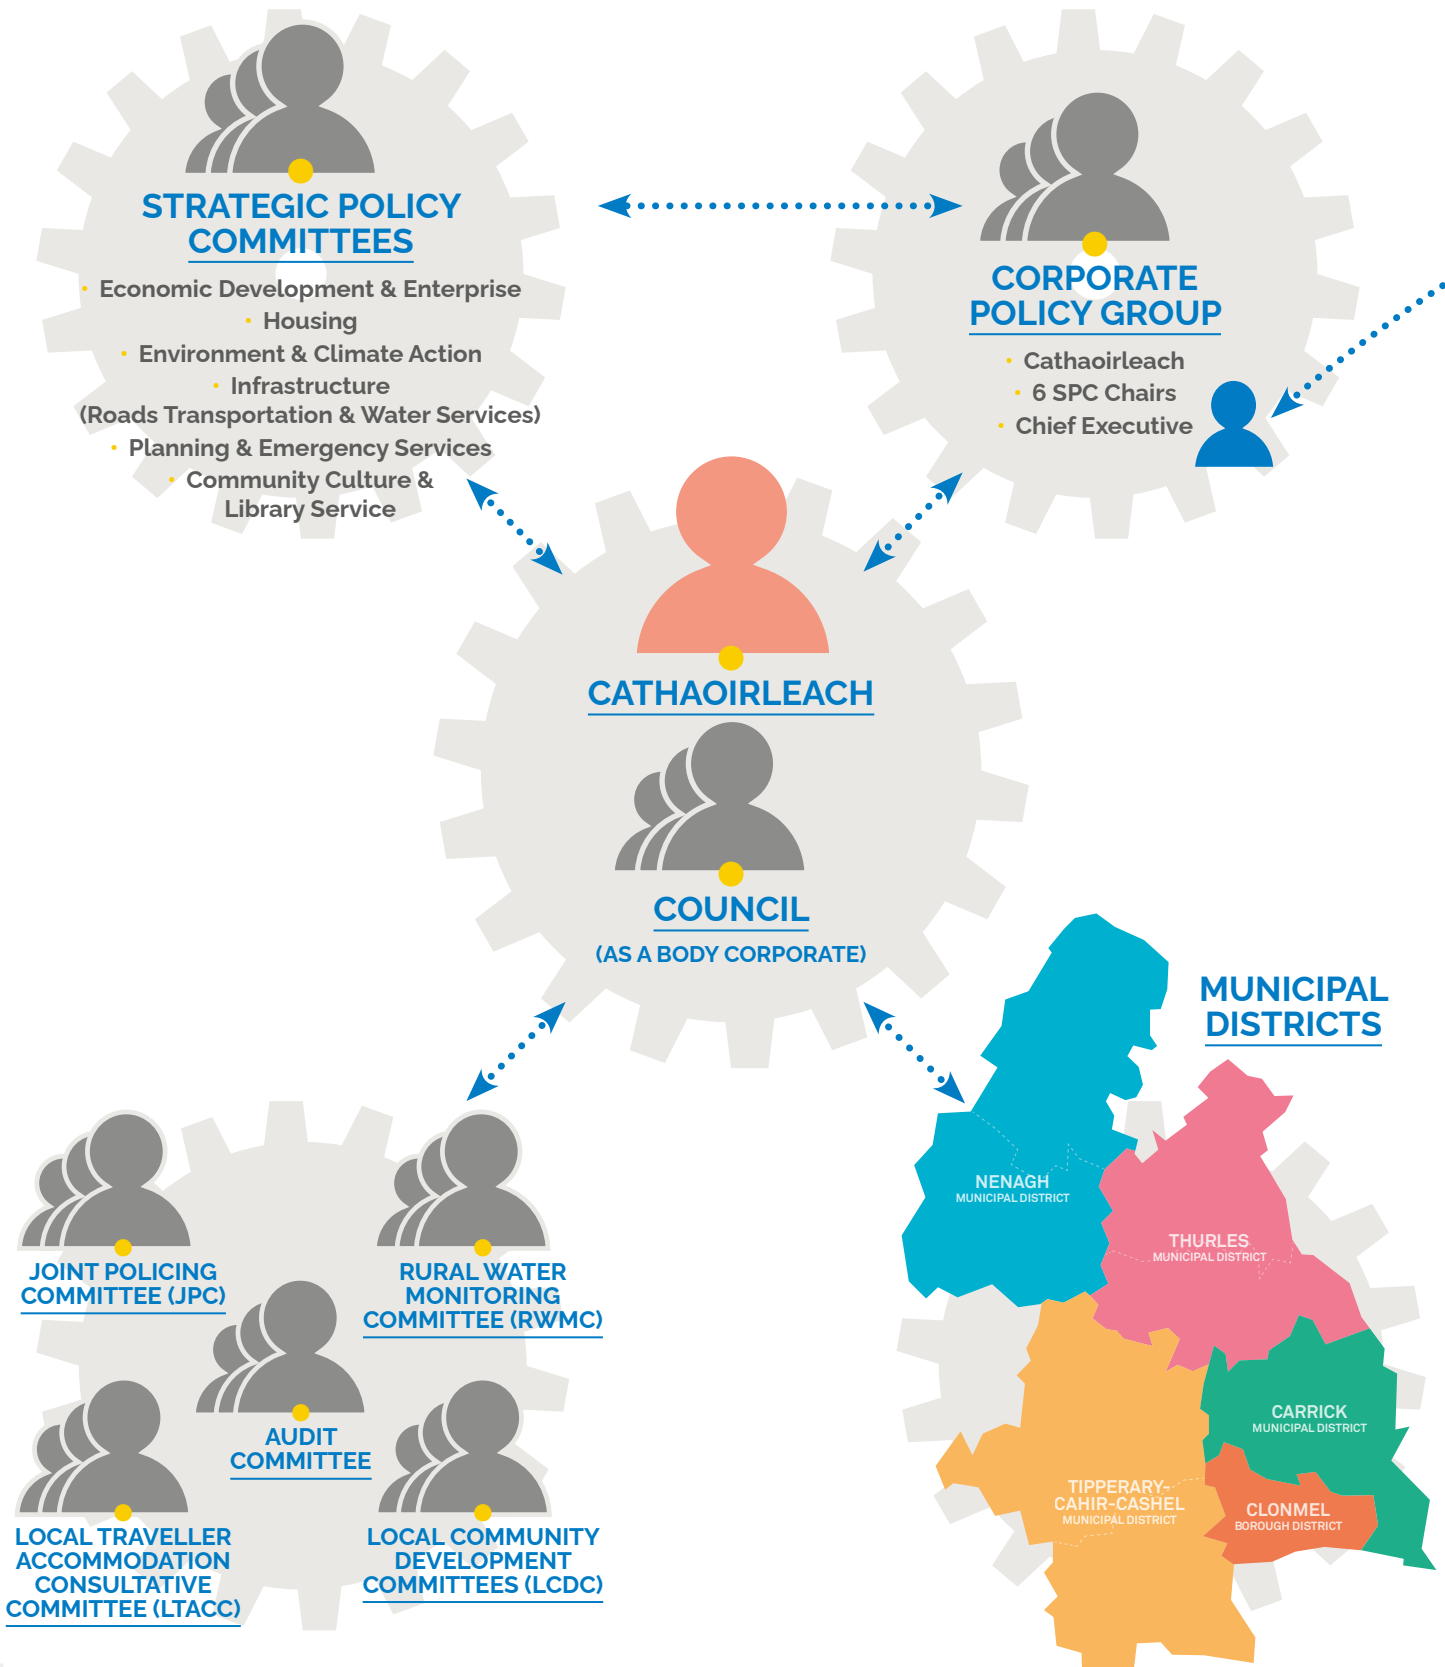 STRATEGIC POLICY
COMMITTEES
• Economic Development & Enterprise
• Housing
• Environment & Climate Action
• Infrastructure
(Roads Transportation & Water Services)
• Planning & Emergency Services
• Community Culture &
Library Service
CORPORATE
POLICY GROUP
• Cathaoirleach
• 6 SPC Chairs
• Chief Executive
CATHAOIRLEACH
COUNCIL
(AS A BODY CORPORATE)
JOINT POLICING
COMMITTEE (JPC)
RURAL WATER
MONITORING
COMMITTEE (RWMC)
AUDIT
COMMITTEE
LOCAL TRAVELLER
ACCOMMODATION
CONSULTATIVE
COMMITTEE (LTACC)
LOCAL COMMUNITY
DEVELOPMENT
COMMITTEES (LCDC)
MUNICIPAL
DISTRICTS
NENAGH
MUNICIPAL DISTRICT
THURLES
MUNICIPAL DISTRICT
CARRICK
MUNICIPAL DISTRICT
TIPPERARY-
CAHIR-CASHEL
MUNICIPAL DISTRICT
CLONMEL
BOROUGH DISTRICT